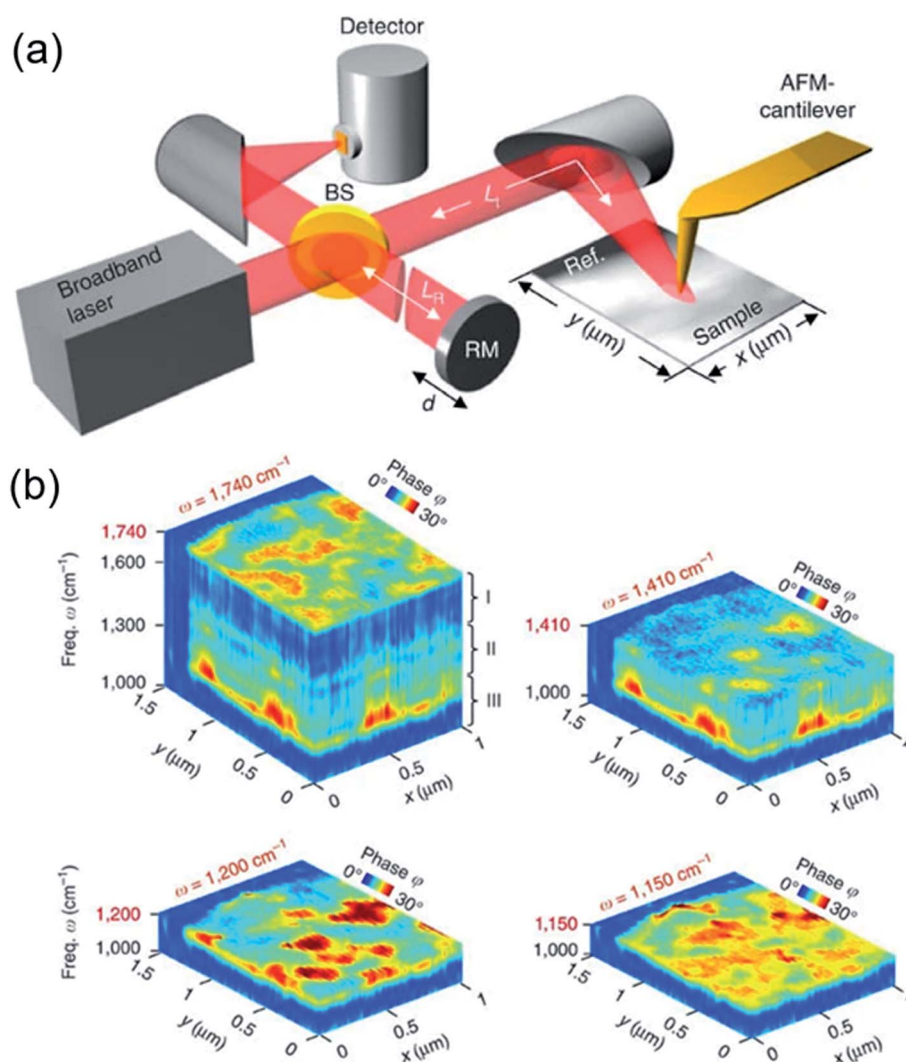 (a)
Detector
AFM-
cantilever
BS
Broadband
laser
Ref.
Sample
RM
d
y (μm)
x (μm)
(b)
ω = 1,740 cm⁻¹
Phase φ
0°
30°
Freq. ω (cm⁻¹)
1,740
1,600
1,300
1,000
I
II
III
1.5
1
0.5
0
y (μm)
0
0.5
1
x (μm)
ω = 1,410 cm⁻¹
Phase φ
0°
30°
1,410
1,000
1.5
1
0.5
0
y (μm)
0
0.5
x (μm)
ω = 1,200 cm⁻¹
Phase φ
0°
30°
Freq. ω (cm⁻¹)
1,200
1,000
1.5
1
0.5
0
y (μm)
0
0.5
1
x (μm)
ω = 1,150 cm⁻¹
Phase φ
0°
30°
1,150
1,000
1.5
1
0.5
0
y (μm)
0
0.5
x (μm)